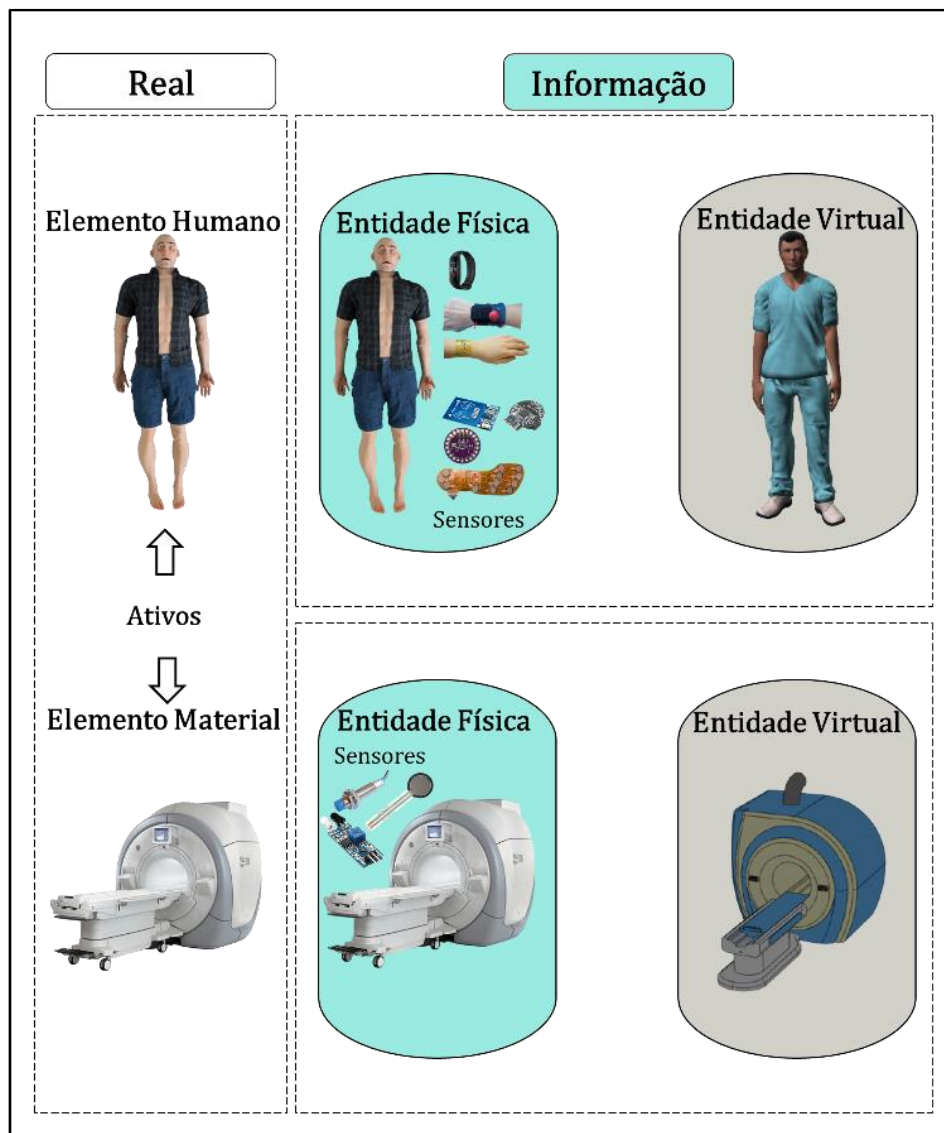 Real
Informação
Elemento Humano
Entidade Física
Entidade Virtual
Sensores
Ativos
Elemento Material
Entidade Física
Sensores
Entidade Virtual